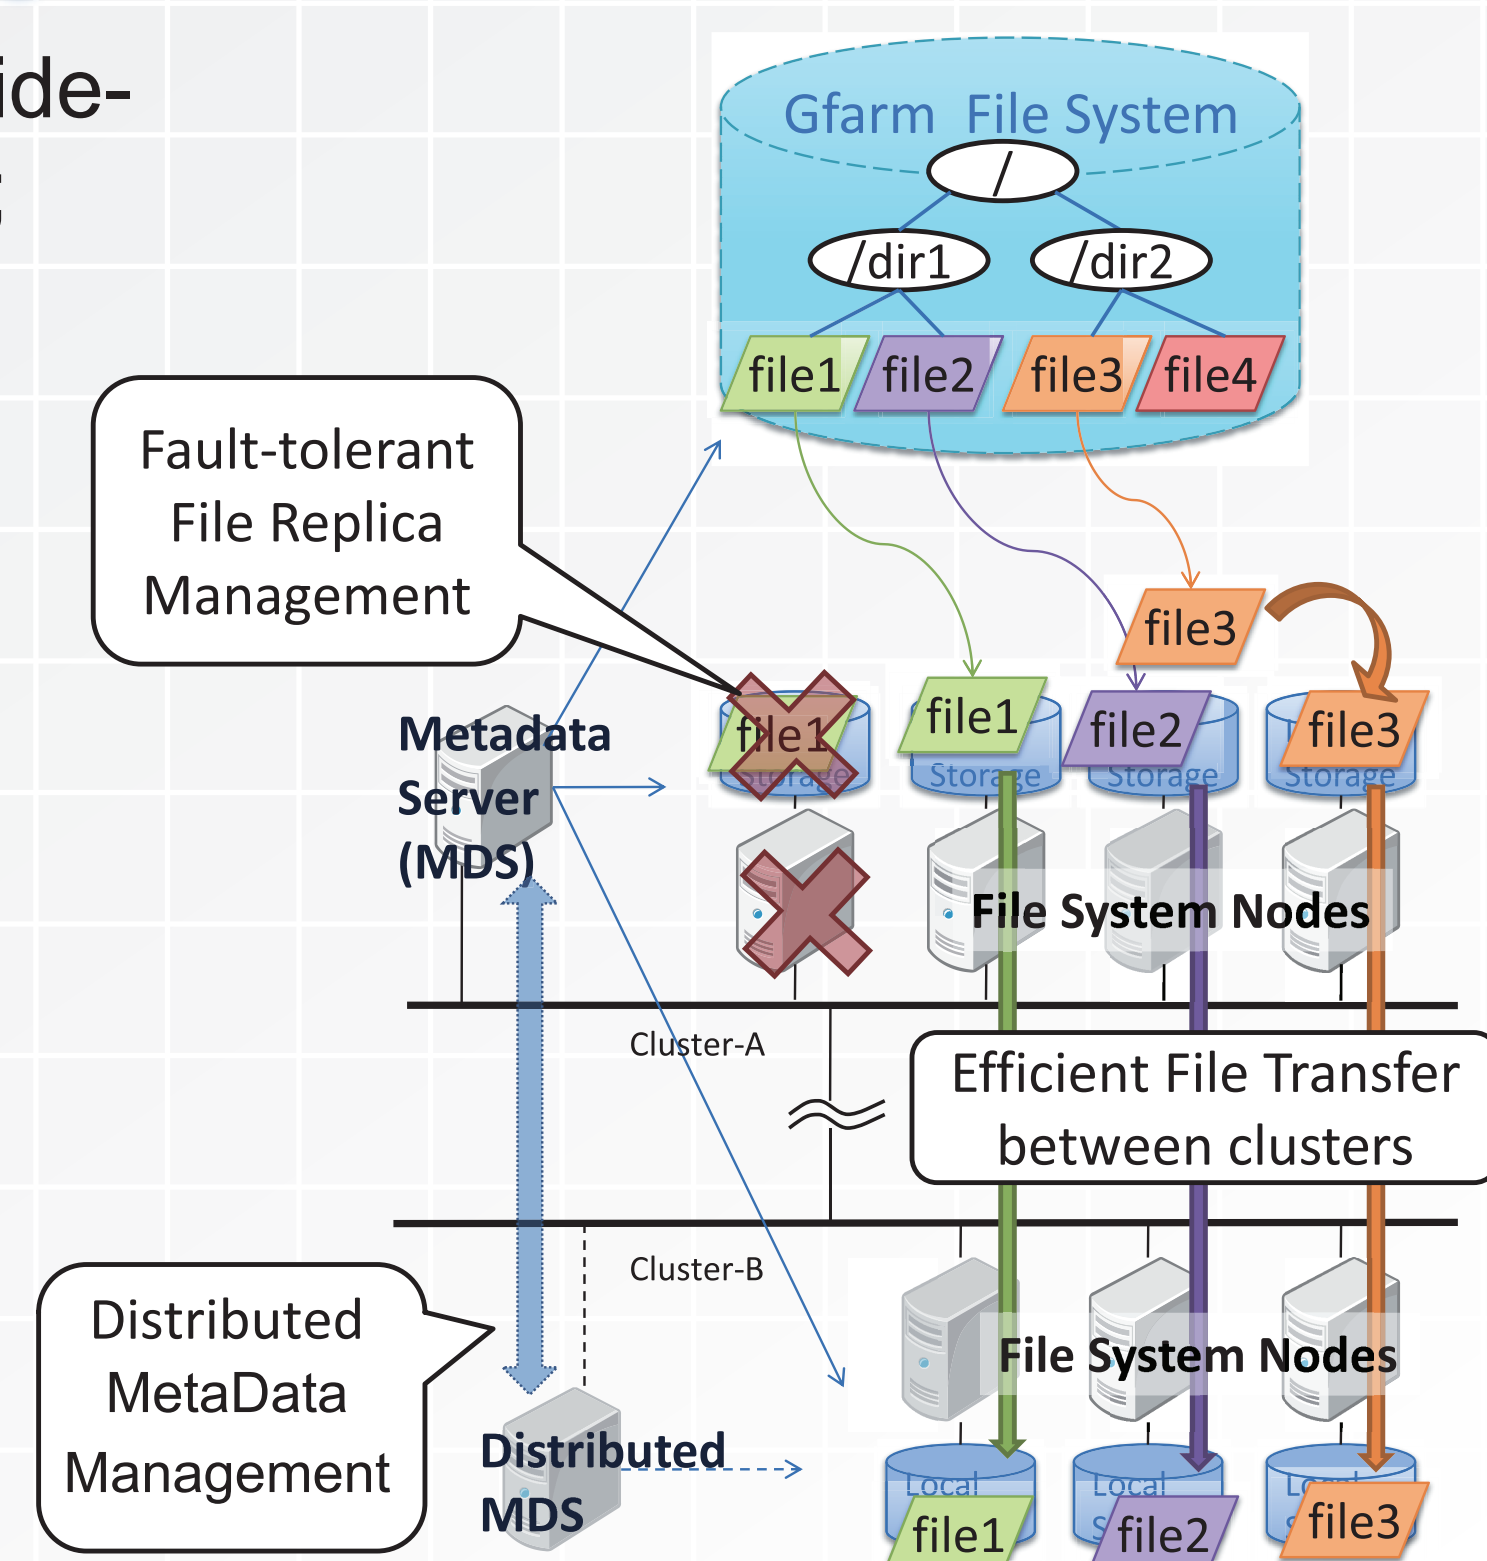 ide-
Gfarm File System
/
/dir1
/dir2
file1
file2
file3
file4
Fault-tolerant
File Replica
Management
file3
file1
file1
file2
file3
Storage
Storage
Storage
Storage
Metadata
Server
(MDS)
File System Nodes
Cluster-A
Efficient File Transfer
between clusters
Cluster-B
Distributed
MetaData
Management
File System Nodes
Distributed
MDS
Local
Local
file1
file2
file3